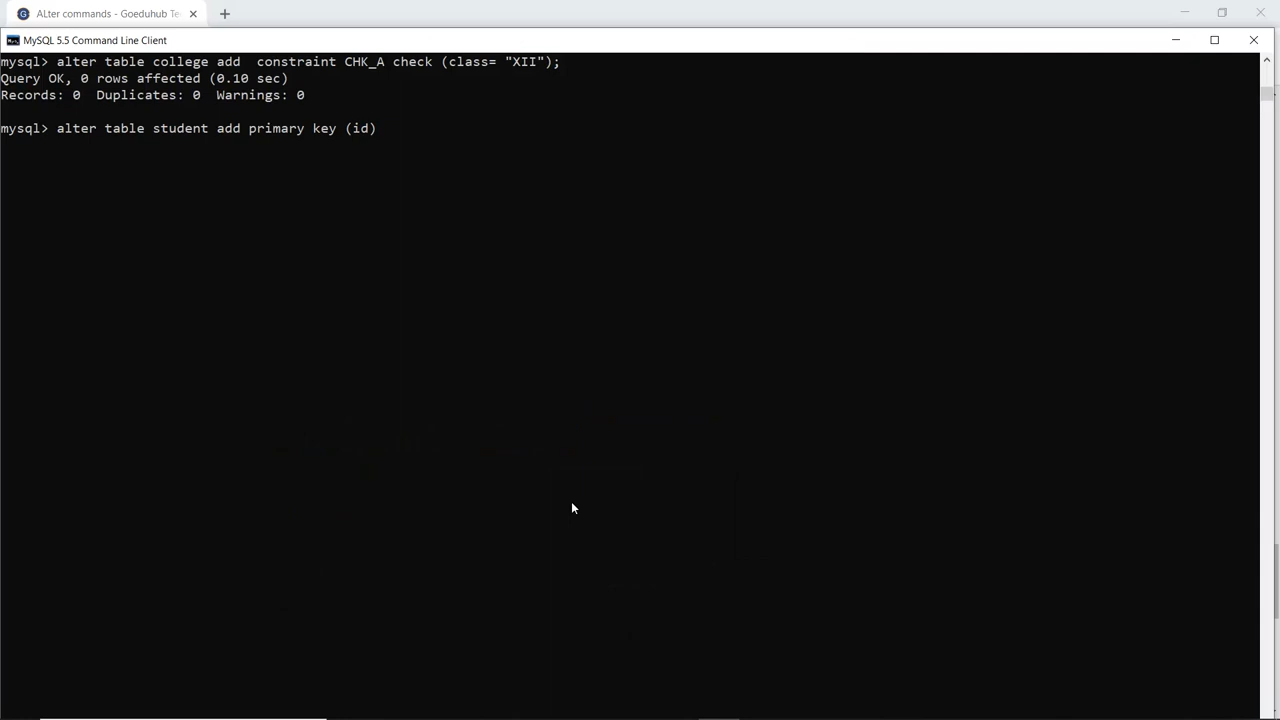 ALter commands - Goeduhub Te
MySQL 5.5 Command Line Client
mysql> alter table college add  constraint CHK_A check (class= "XII");
Query OK, 0 rows affected (0.10 sec)
Records: 0  Duplicates: 0  Warnings: 0
mysql> alter table student add primary key (id)